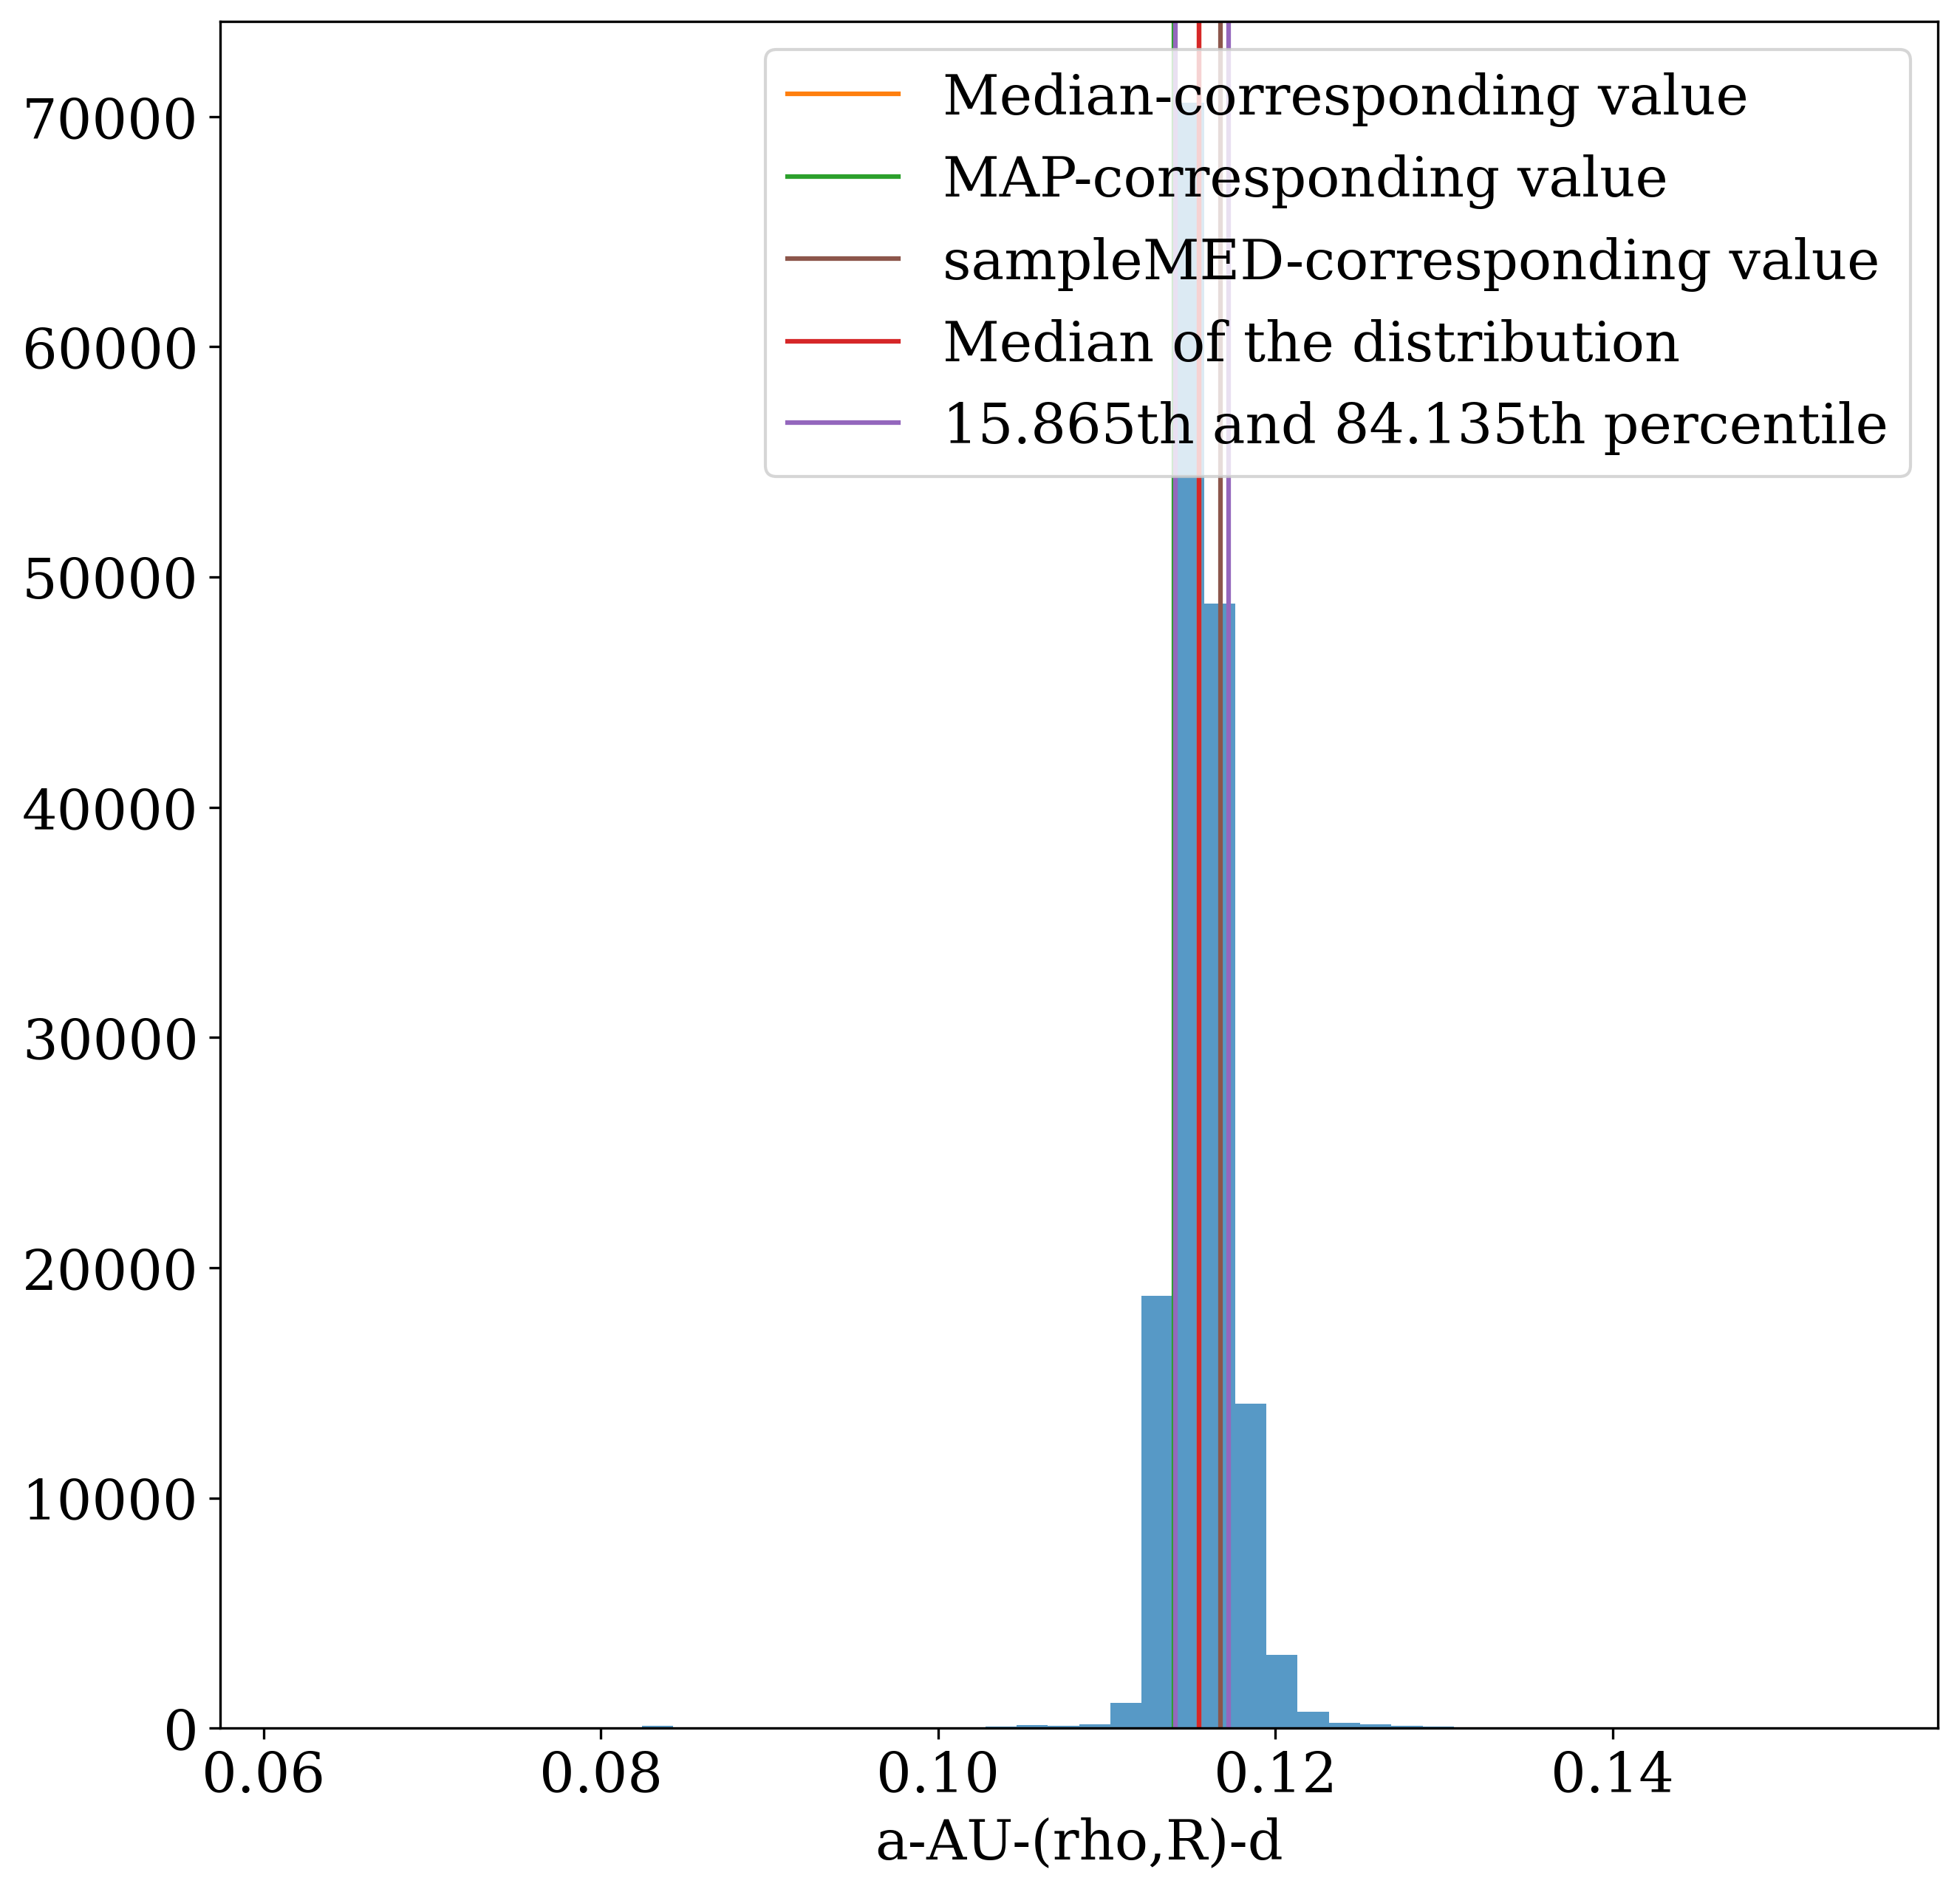 Median-corresponding value
MAP-corresponding value
sampleMED-corresponding value
Median of the distribution
15.865th and 84.135th percentile
70000
60000
50000
40000
30000
20000
10000
0
0.06 0.08 0.10 0.12 0.14
a-AU-(rho,R)-d